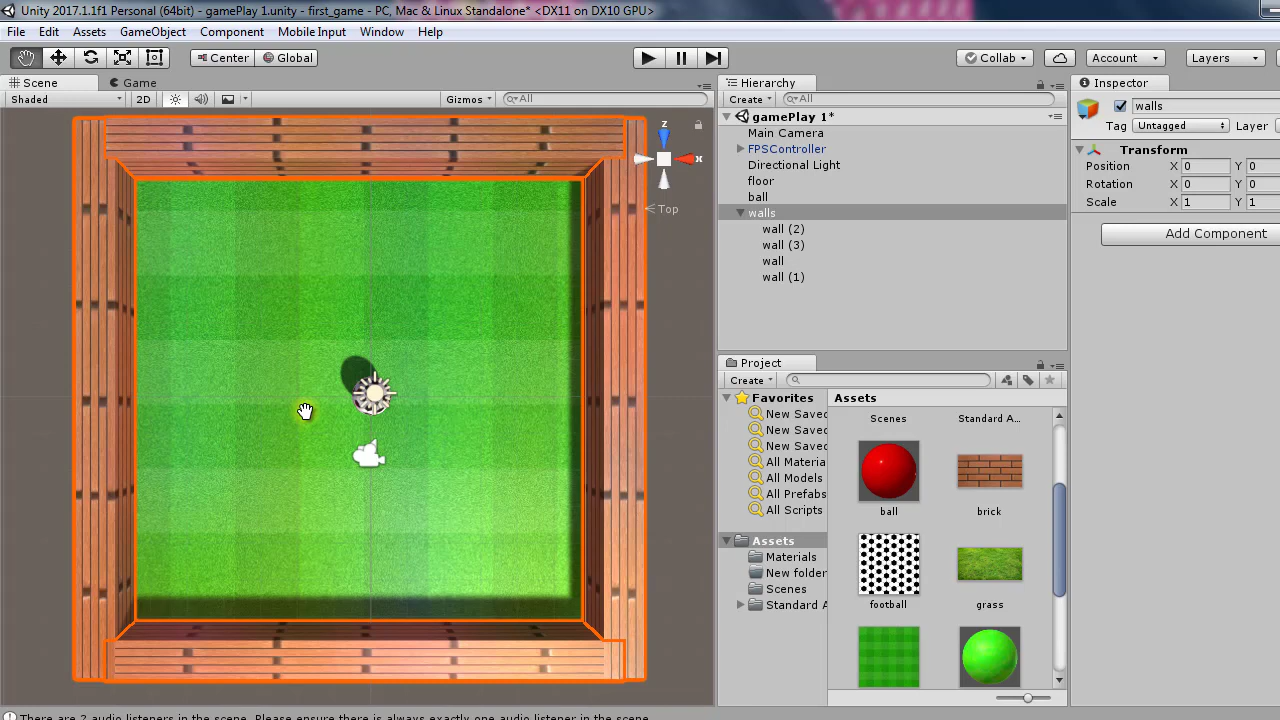 Unity 2017.1.1f1 Personal (64bit) - gamePlay 1.unity - first_game - PC, Mac & Linux Standalone* <DX11 on DX10 GPU>
File Edit Assets GameObject Component Mobile Input Window Help
Center Global Collab Account Layers
Scene Game
Shaded 2D Gizmos All
z
x
Top
Hierarchy
Create All
gamePlay 1*
Main Camera
FPSController
Directional Light
floor
ball
walls
wall (2)
wall (3)
wall
wall (1)
Inspector
walls
Tag Untagged Layer
Transform
Position X 0 Y 0
Rotation X 0 Y 0
Scale X 1 Y 1
Add Component
Project
Create
Favorites
New Saved
New Saved
New Saved
All Materia
All Models
All Prefabs
All Scripts
Assets
Materials
New folder
Scenes
Standard A
Assets
Scenes Standard A...
ball brick
football grass
There are 2 audio listeners in the scene. Please ensure there is always exactly one audio listener in the scene.